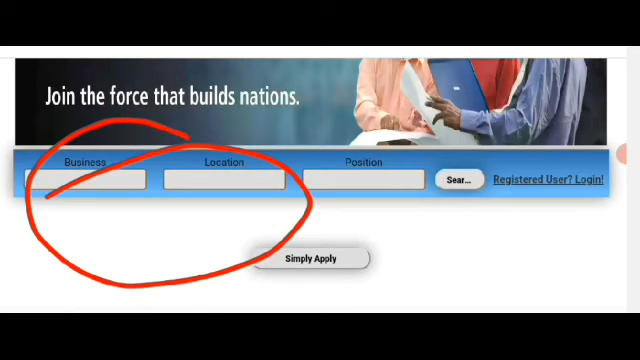 Join the force that builds nations.
Business Location Position
Sear... Registered User? Login!
Simply Apply